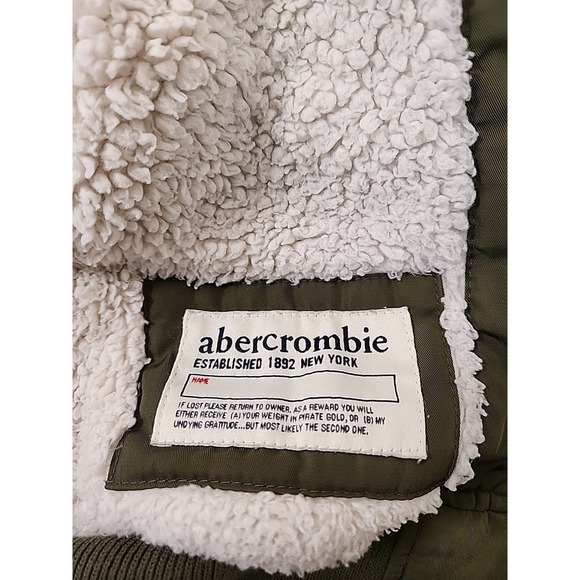 abercrombie
ESTABLISHED 1892 NEW YORK
NAME
IF LOST PLEASE RETURN TO OWNER. AS A REWARD YOU WILL
EITHER RECEIVE (A) YOUR WEIGHT IN PIRATE GOLD, OR (B) MY
UNDYING GRATITUDE...BUT MOST LIKELY THE SECOND ONE.